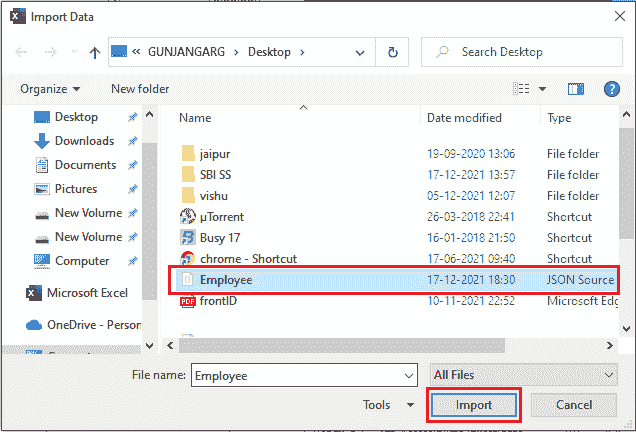 Import Data
« GUNJANGARG > Desktop >
Search Desktop
Organize New folder
Name Date modified Type
Desktop
Downloads
Documents
Pictures
New Volume
New Volume
Computer
Microsoft Excel
OneDrive - Person
jaipur 19-09-2020 13:06 File folder
SBI SS 17-12-2021 13:57 File folder
vishu 05-12-2021 12:07 File folder
µTorrent 26-03-2018 22:41 Shortcut
Busy 17 16-01-2018 21:50 Shortcut
chrome - Shortcut 17-06-2021 09:40 Shortcut
Employee 17-12-2021 18:30 JSON Source
frontID 10-11-2021 22:52 Microsoft Edg
File name: Employee
All Files
Tools Import Cancel